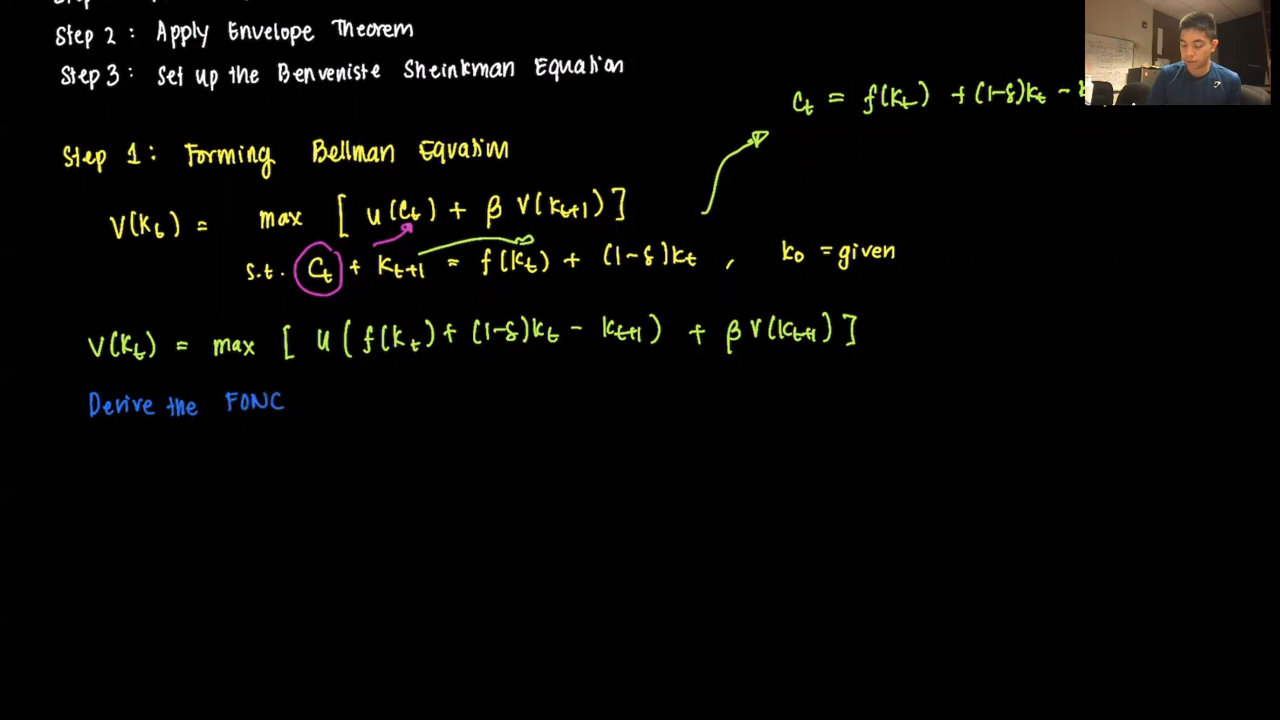 Step 2 : Apply Envelope Theorem
Step 3 : Set up the Benveniste Sheinkman Equation
Cₜ = f(Kₜ) + (1-δ)Kₜ -
Step 1 : Forming Bellman Equation
V(Kₜ) = max [ u(Cₜ) + β V(Kₜ₊₁) ]
s.t. Cₜ + Kₜ₊₁ = f(Kₜ) + (1-δ)Kₜ , K₀ = given
V(Kₜ) = max [ u ( f(Kₜ) + (1-δ)Kₜ - Kₜ₊₁ ) + β V(Kₜ₊₁) ]
Derive the FONC